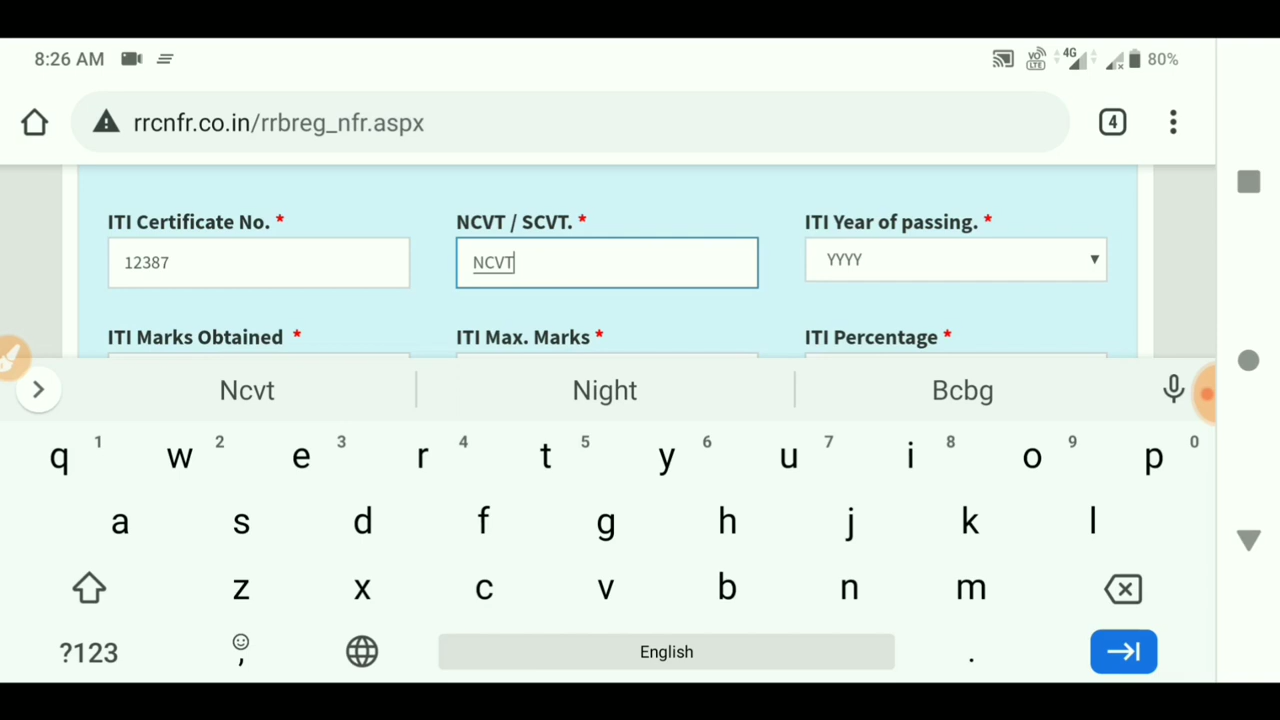 8:26 AM
VO LTE 4G 80%
rrcnfr.co.in/rrbreg_nfr.aspx 4
ITI Certificate No. * NCVT / SCVT. * ITI Year of passing. *
12387 NCVT YYYY
ITI Marks Obtained * ITI Max. Marks * ITI Percentage *
Ncvt Night Bcbg
q 1 w 2 e 3 r 4 t 5 y 6 u 7 i 8 o 9 p 0
a s d f g h j k l
z x c v b n m
?123 , English .